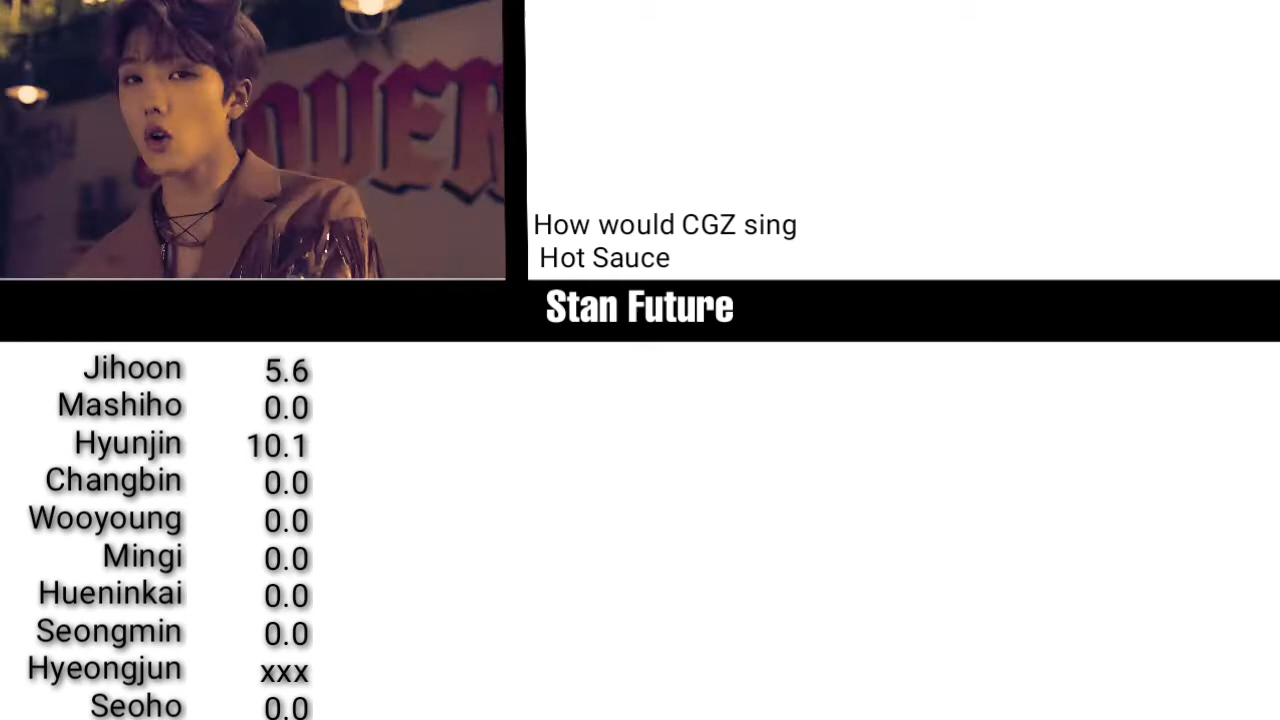 OVER
How would CGZ sing
Hot Sauce
Stan Future
Jihoon 5.6
Mashiho 0.0
Hyunjin 10.1
Changbin 0.0
Wooyoung 0.0
Mingi 0.0
Hueninkai 0.0
Seongmin 0.0
Hyeongjun xxx
Seoho 0.0